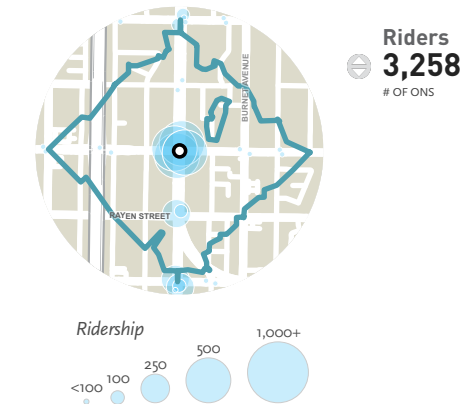 Riders
3,258
# OF ONS
BURNET AVENUE
RAYEN STREET
Ridership
<100
100
250
500
1,000+